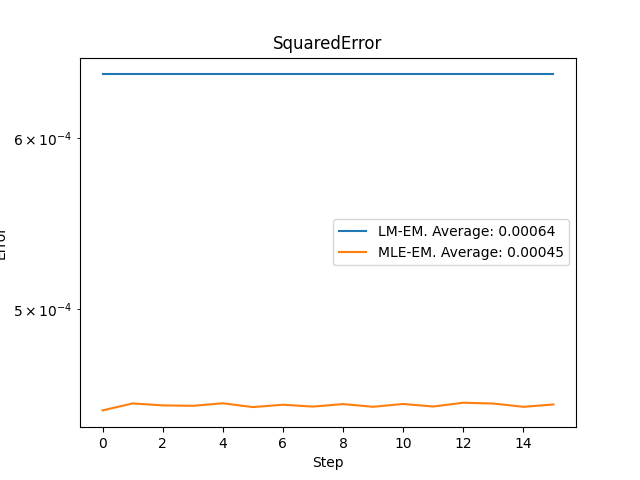 SquaredError
6 × 10⁻⁴
LM-EM. Average: 0.00064
MLE-EM. Average: 0.00045
Error
5 × 10⁻⁴
0 2 4 6 8 10 12 14
Step